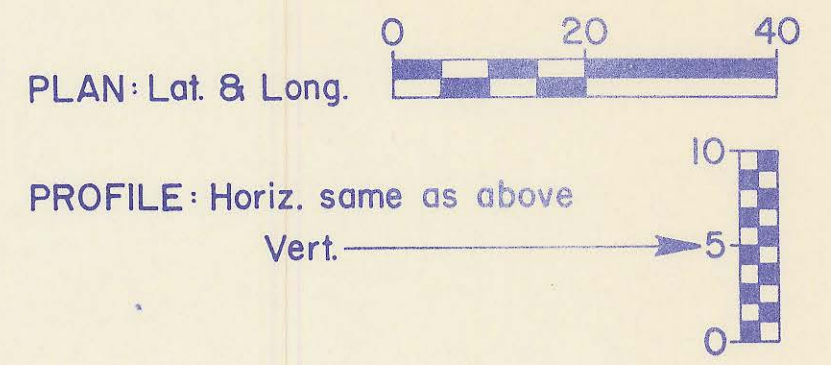 0 20 40
PLAN: Lat. & Long.
10
PROFILE: Horiz. same as above
Vert. 5
0